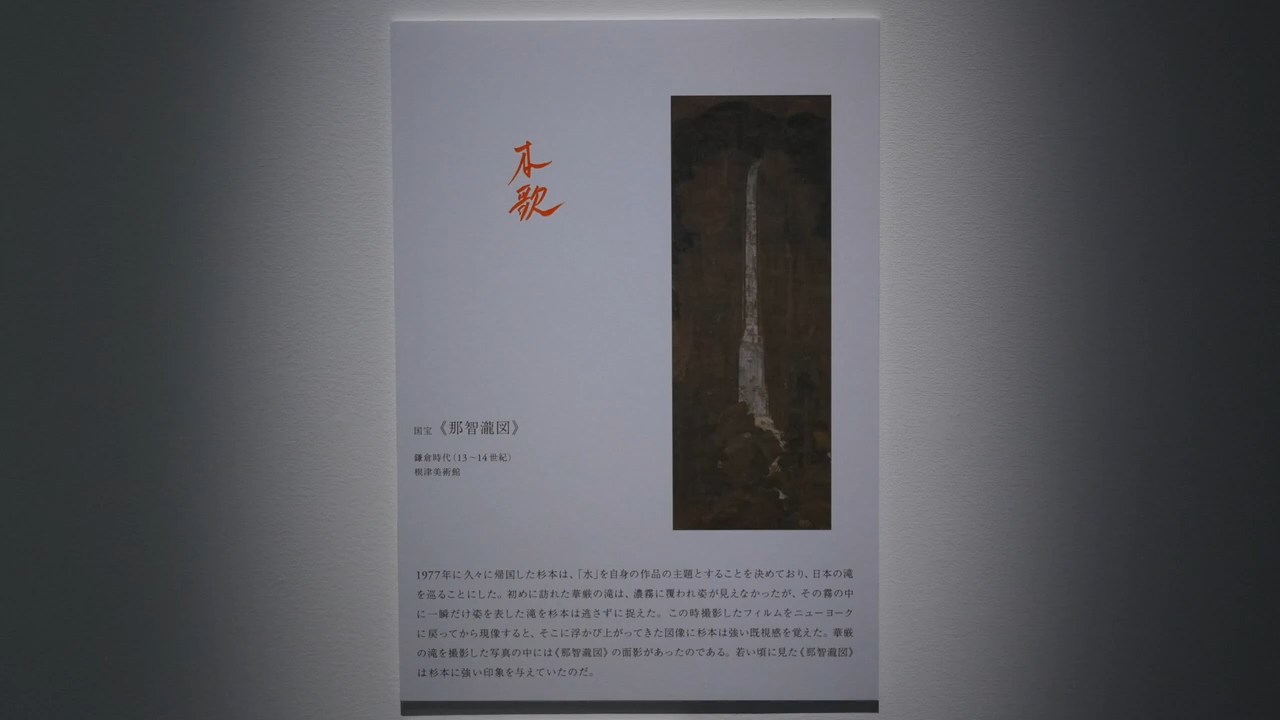 本歌
国宝《那智瀧図》
鎌倉時代(13〜14世紀)
根津美術館
1977年に久々に帰国した杉本は、「水」を自身の作品の主題とすることを決めており、日本の滝
を巡ることにした。初めに訪れた華厳の滝は、濃霧に覆われ姿が見えなかったが、その霧の中
に一瞬だけ姿を表した滝を杉本は逃さずに捉えた。この時撮影したフィルムをニューヨーク
に戻ってから現像すると、そこに浮かび上がってきた図像に杉本は強い既視感を覚えた。華厳
の滝を撮影した写真の中には《那智瀧図》の面影があったのである。若い頃に見た《那智瀧図》
は杉本に強い印象を与えていたのだ。